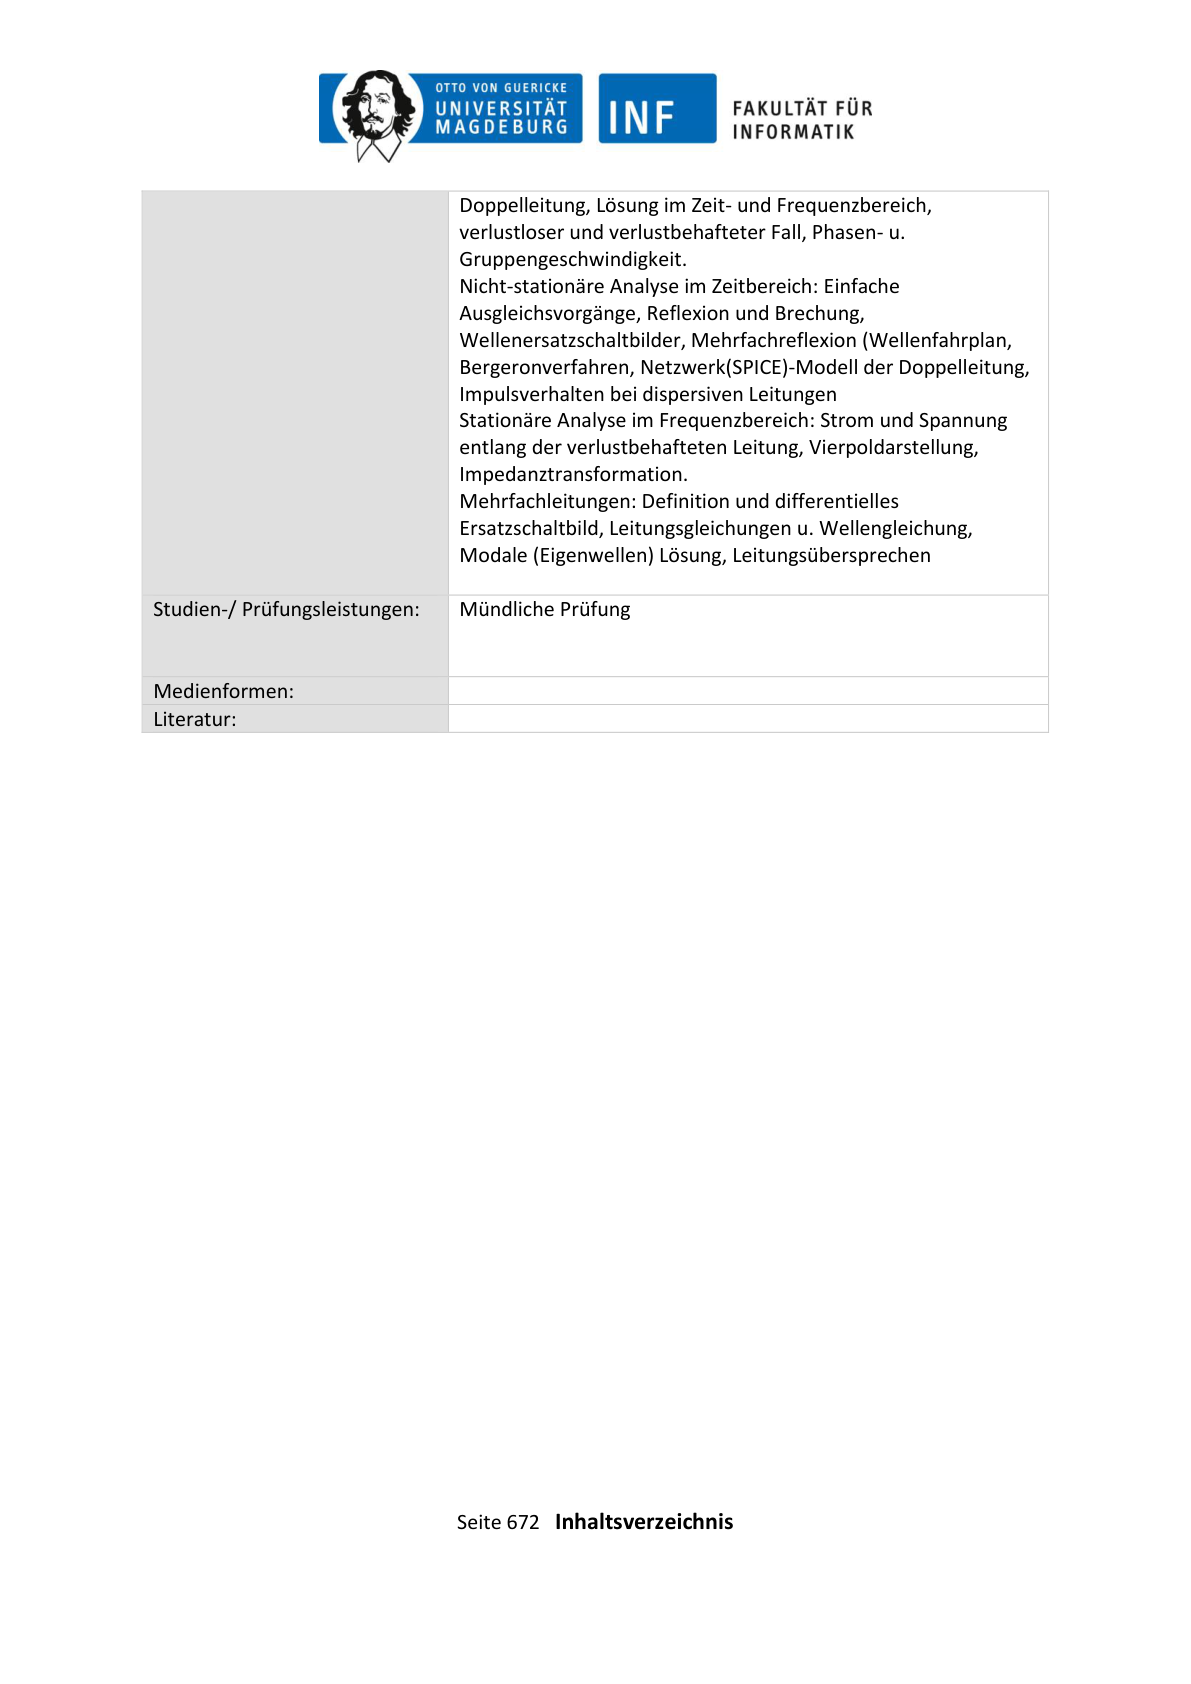 OTTO VON GUERICKE
UNIVERSITÄT
MAGDEBURG
INF
FAKULTÄT FÜR
INFORMATIK
Doppelleitung, Lösung im Zeit- und Frequenzbereich,
verlustloser und verlustbehafteter Fall, Phasen- u.
Gruppengeschwindigkeit.
Nicht-stationäre Analyse im Zeitbereich: Einfache
Ausgleichsvorgänge, Reflexion und Brechung,
Wellenersatzschaltbilder, Mehrfachreflexion (Wellenfahrplan,
Bergeronverfahren, Netzwerk(SPICE)-Modell der Doppelleitung,
Impulsverhalten bei dispersiven Leitungen
Stationäre Analyse im Frequenzbereich: Strom und Spannung
entlang der verlustbehafteten Leitung, Vierpoldarstellung,
Impedanztransformation.
Mehrfachleitungen: Definition und differentielles
Ersatzschaltbild, Leitungsgleichungen u. Wellengleichung,
Modale (Eigenwellen) Lösung, Leitungsübersprechen
Studien-/ Prüfungsleistungen: Mündliche Prüfung
Medienformen:
Literatur:
Seite 672 Inhaltsverzeichnis